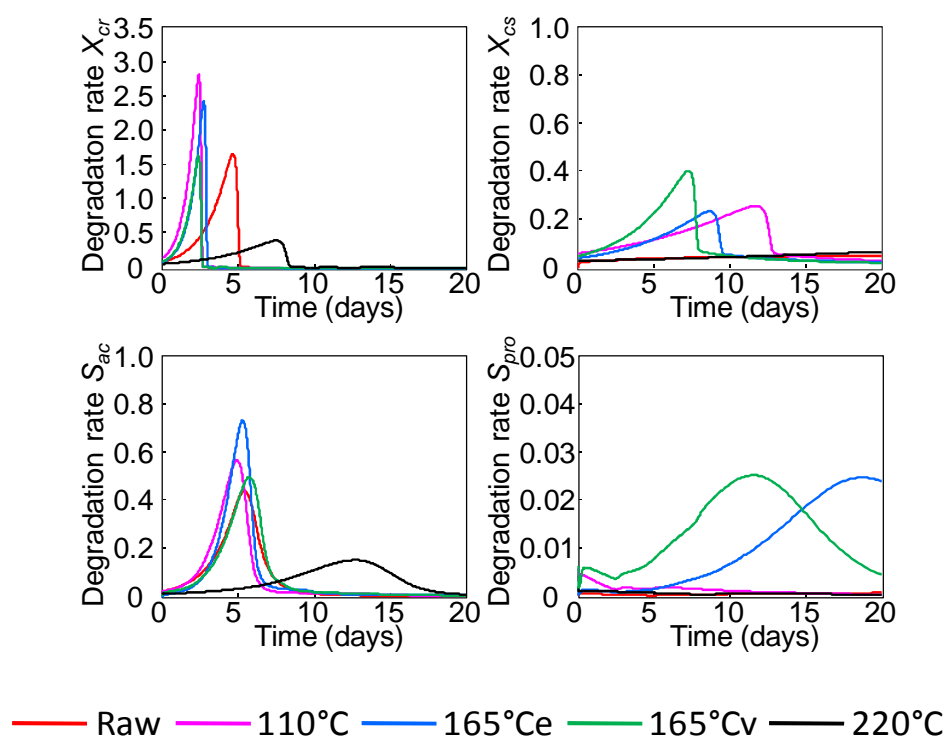 Degradaton rate Xcr
3.5
3.0
2.5
2.0
1.5
1.0
0.5
0
0 5 10 15 20
Time (days)
Degradation rate Xcs
1.0
0.8
0.6
0.4
0.2
0
0 5 10 15 20
Time (days)
Degradation rate Sac
1.0
0.8
0.6
0.4
0.2
0
0 5 10 15 20
Time (days)
Degradation rate Spro
0.05
0.04
0.03
0.02
0.01
0
0 5 10 15 20
Time (days)
Raw 110°C 165°Ce 165°Cv 220°C